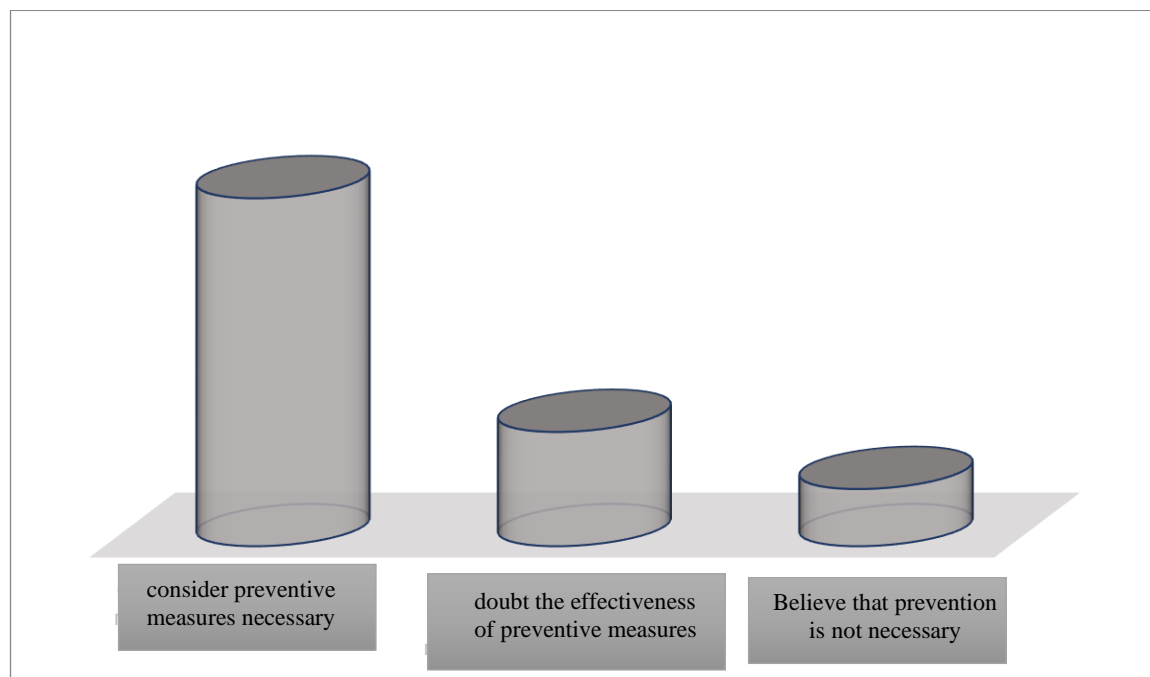 consider preventive
measures necessary
doubt the effectiveness
of preventive measures
Believe that prevention
is not necessary